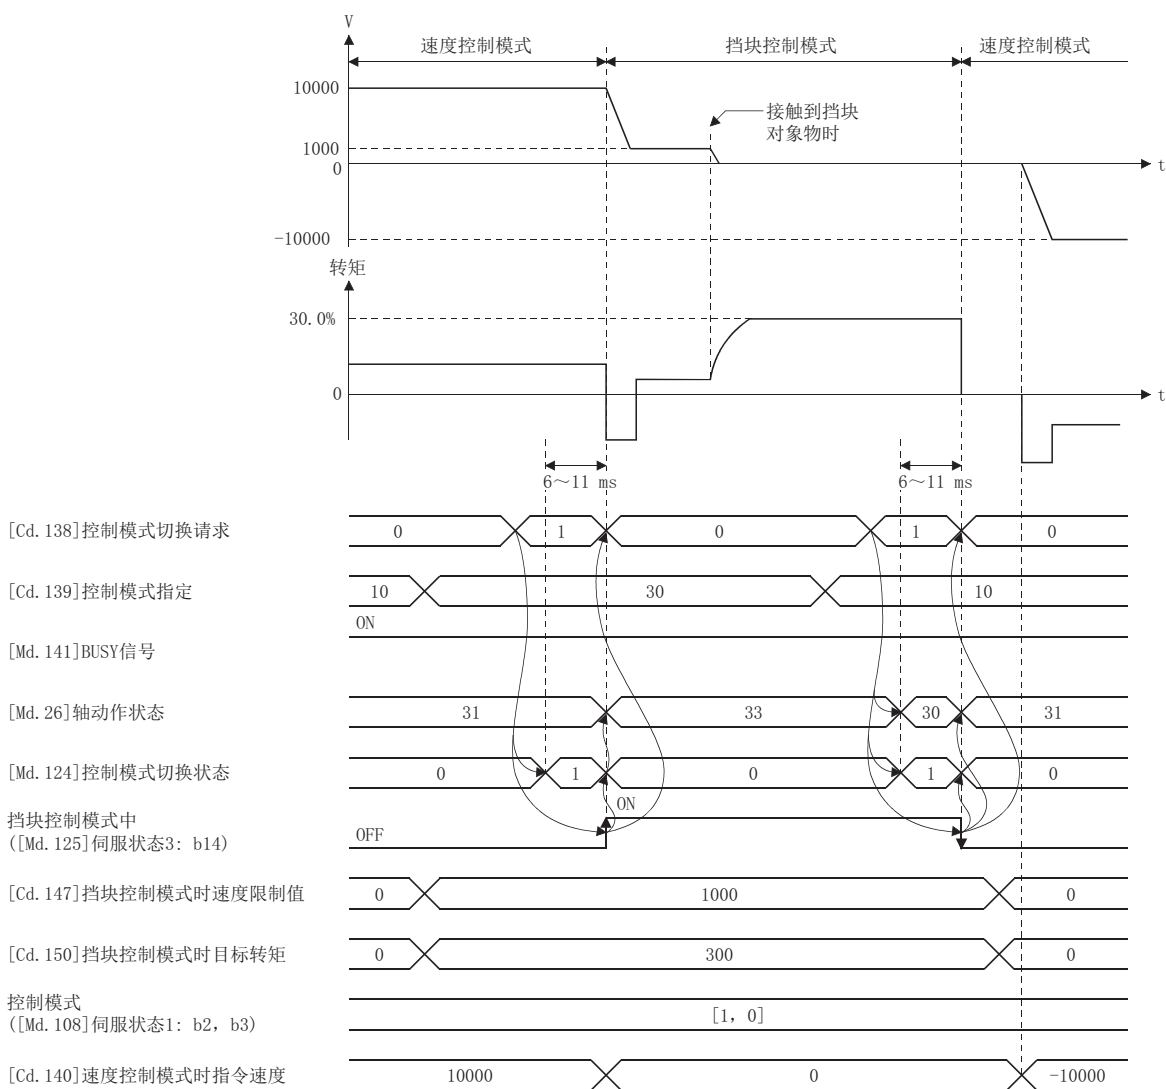 V
速度控制模式 挡块控制模式 速度控制模式
10000
接触到挡块
对象物时
1000
0 t
-10000
转矩
30.0%
0 t
6～11 ms 6～11 ms
[Cd.138]控制模式切换请求 0 1 0 1 0
[Cd.139]控制模式指定 10 30 10
ON
[Md.141]BUSY信号
[Md.26]轴动作状态 31 33 30 31
[Md.124]控制模式切换状态 0 1 0 1 0
ON
挡块控制模式中
([Md.125]伺服状态3: b14) OFF
[Cd.147]挡块控制模式时速度限制值 0 1000 0
[Cd.150]挡块控制模式时目标转矩 0 300 0
控制模式
([Md.108]伺服状态1: b2, b3) [1, 0]
[Cd.140]速度控制模式时指令速度 10000 0 -10000